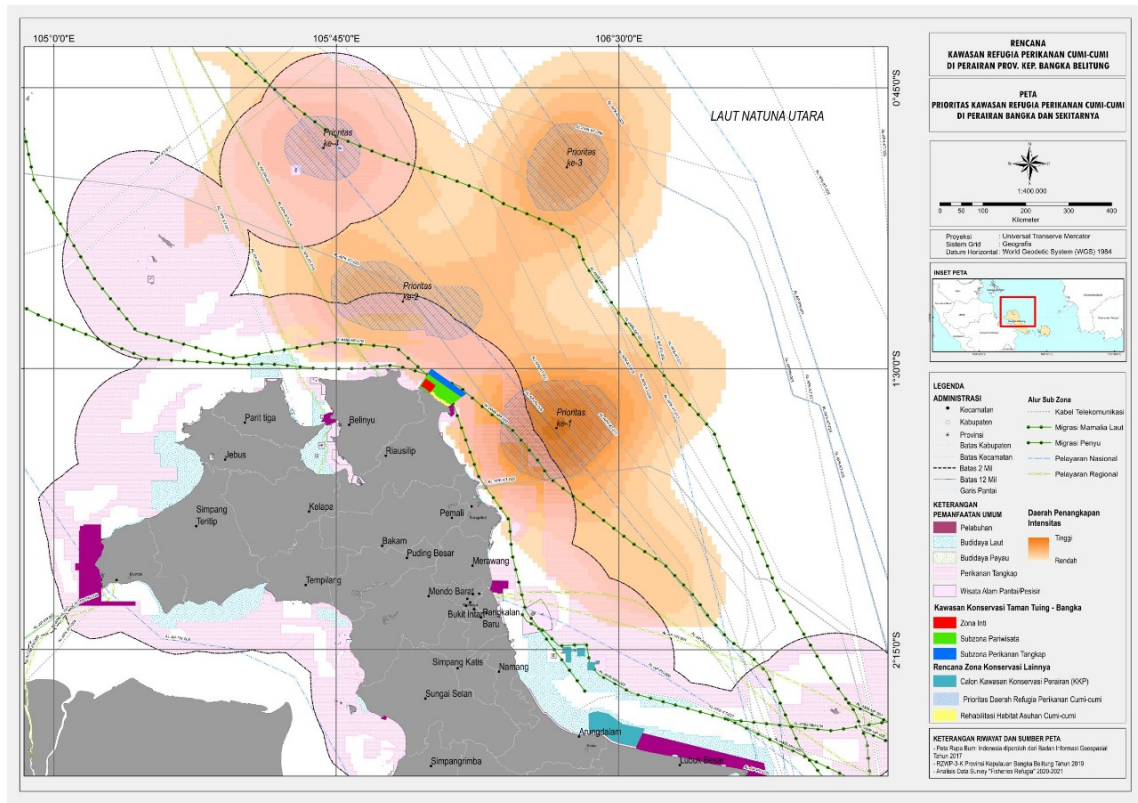 105°0'0"E
105°45'0"E
106°30'0"E
0°45'0"S
1°30'0"S
2°15'0"S
LAUT NATUNA UTARA
Prioritas
ke-4
Prioritas
ke-3
Prioritas
ke-2
Prioritas
ke-1
Parit tiga
Belinyu
Jebus
Riausilip
Simpang
Teritip
Kelapa
Pemali
Bakam
Puding Besar
Merawang
Tempilang
Mendo Barat
Bukit Intan
Pangkalan
Baru
Simpang Katis
Namang
Sungai Selan
Arungdalam
Simpangrimba
Lubuk Besar
RENCANA
KAWASAN REFUGIA PERIKANAN CUMI-CUMI
DI PERAIRAN PROV. KEP. BANGKA BELITUNG
PETA
PRIORITAS KAWASAN REFUGIA PERIKANAN CUMI-CUMI
DI PERAIRAN BANGKA DAN SEKITARNYA
1:400.000
0 50 100 200 300 400
Kilometer
Proyeksi : Universal Transerve Mercator
Sistem Grid : Geografis
Datum Horizontal : World Geodetic System (WGS) 1984
INSET PETA
LEGENDA
ADMINISTRASI
Kecamatan
Kabupaten
Provinsi
Batas Kabupaten
Batas Kecamatan
Batas 2 Mil
Batas 12 Mil
Garis Pantai
Alur Sub Zona
Kabel Telekomunikasi
Migrasi Mamalia Laut
Migrasi Penyu
Pelayaran Nasional
Pelayaran Regional
KETERANGAN
PEMANFAATAN UMUM
Pelabuhan
Budidaya Laut
Budidaya Payau
Perikanan Tangkap
Wisata Alam Pantai/Pesisir
Daerah Penangkapan
Intensitas
Tinggi
Rendah
Kawasan Konservasi Taman Tuing - Bangka
Zona Inti
Subzona Pariwisata
Subzona Perikanan Tangkap
Rencana Zona Konservasi Lainnya
Calon Kawasan Konservasi Perairan (KKP)
Prioritas Daerah Refugia Perikanan Cumi-cumi
Rehabilitasi Habitat Asuhan Cumi-cumi
KETERANGAN RIWAYAT DAN SUMBER PETA
- Peta Rupa Bumi Indonesia diperoleh dari Badan Informasi Geospasial
Tahun 2017
- RZWP-3-K Provinsi Kepulauan Bangka Belitung Tahun 2019
- Analisis Data Survey "Fisheries Refugia" 2020-2021